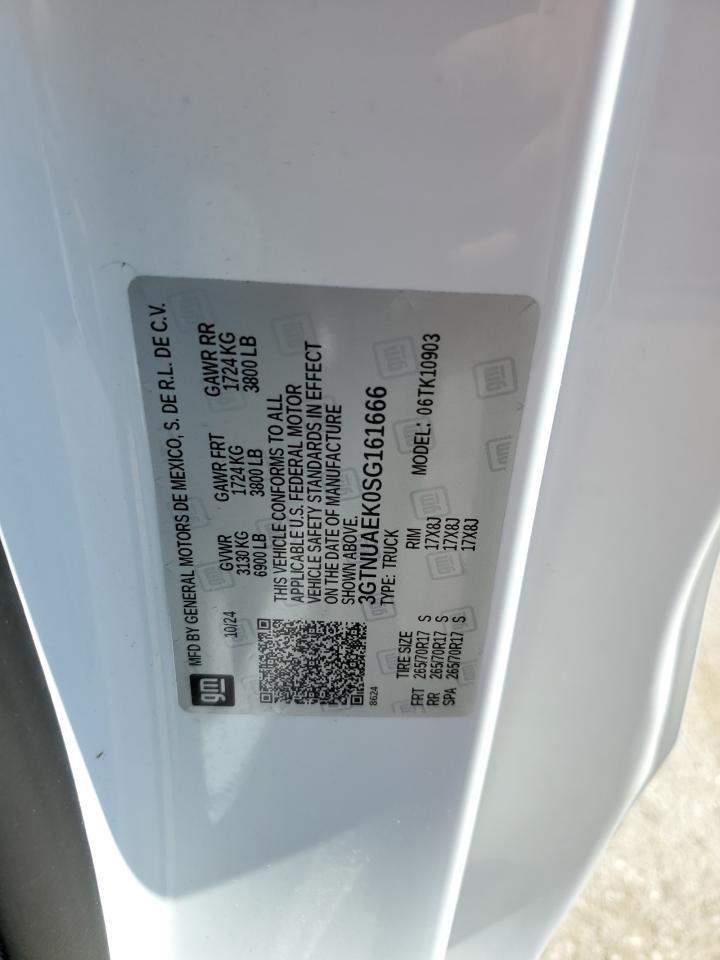 gm
MFD BY GENERAL MOTORS DE MEXICO, S. DE R.L. DE C.V.
10/24
GVWR GAWR FRT GAWR RR
3130 KG 1724 KG 1724 KG
6900 LB 3800 LB 3800 LB
THIS VEHICLE CONFORMS TO ALL
APPLICABLE U.S. FEDERAL MOTOR
VEHICLE SAFETY STANDARDS IN EFFECT
ON THE DATE OF MANUFACTURE
SHOWN ABOVE.
8624
3GTNUAEK0SG161666
TYPE: TRUCK MODEL: 06TK10903
TIRE SIZE RIM
FRT 265/70R17 S 17X8J
RR 265/70R17 S 17X8J
SPA 265/70R17 S 17X8J